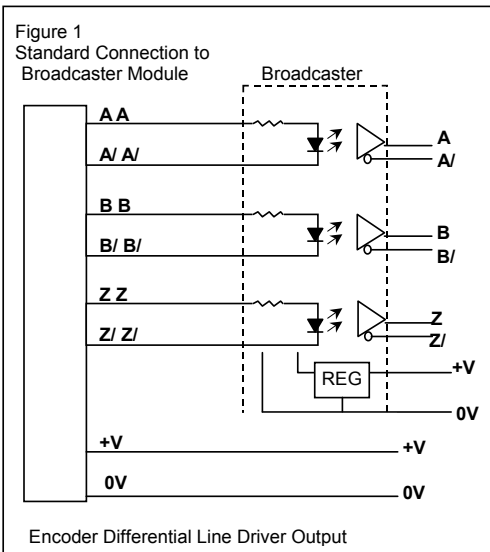 Figure 1
Standard Connection to
Broadcaster Module
Broadcaster
A A
A
A/ A/
A/
B B
B
B/ B/
B/
Z Z
Z
Z/ Z/
Z/
+V
REG
0V
+V
+V
0V
0V
Encoder Differential Line Driver Output